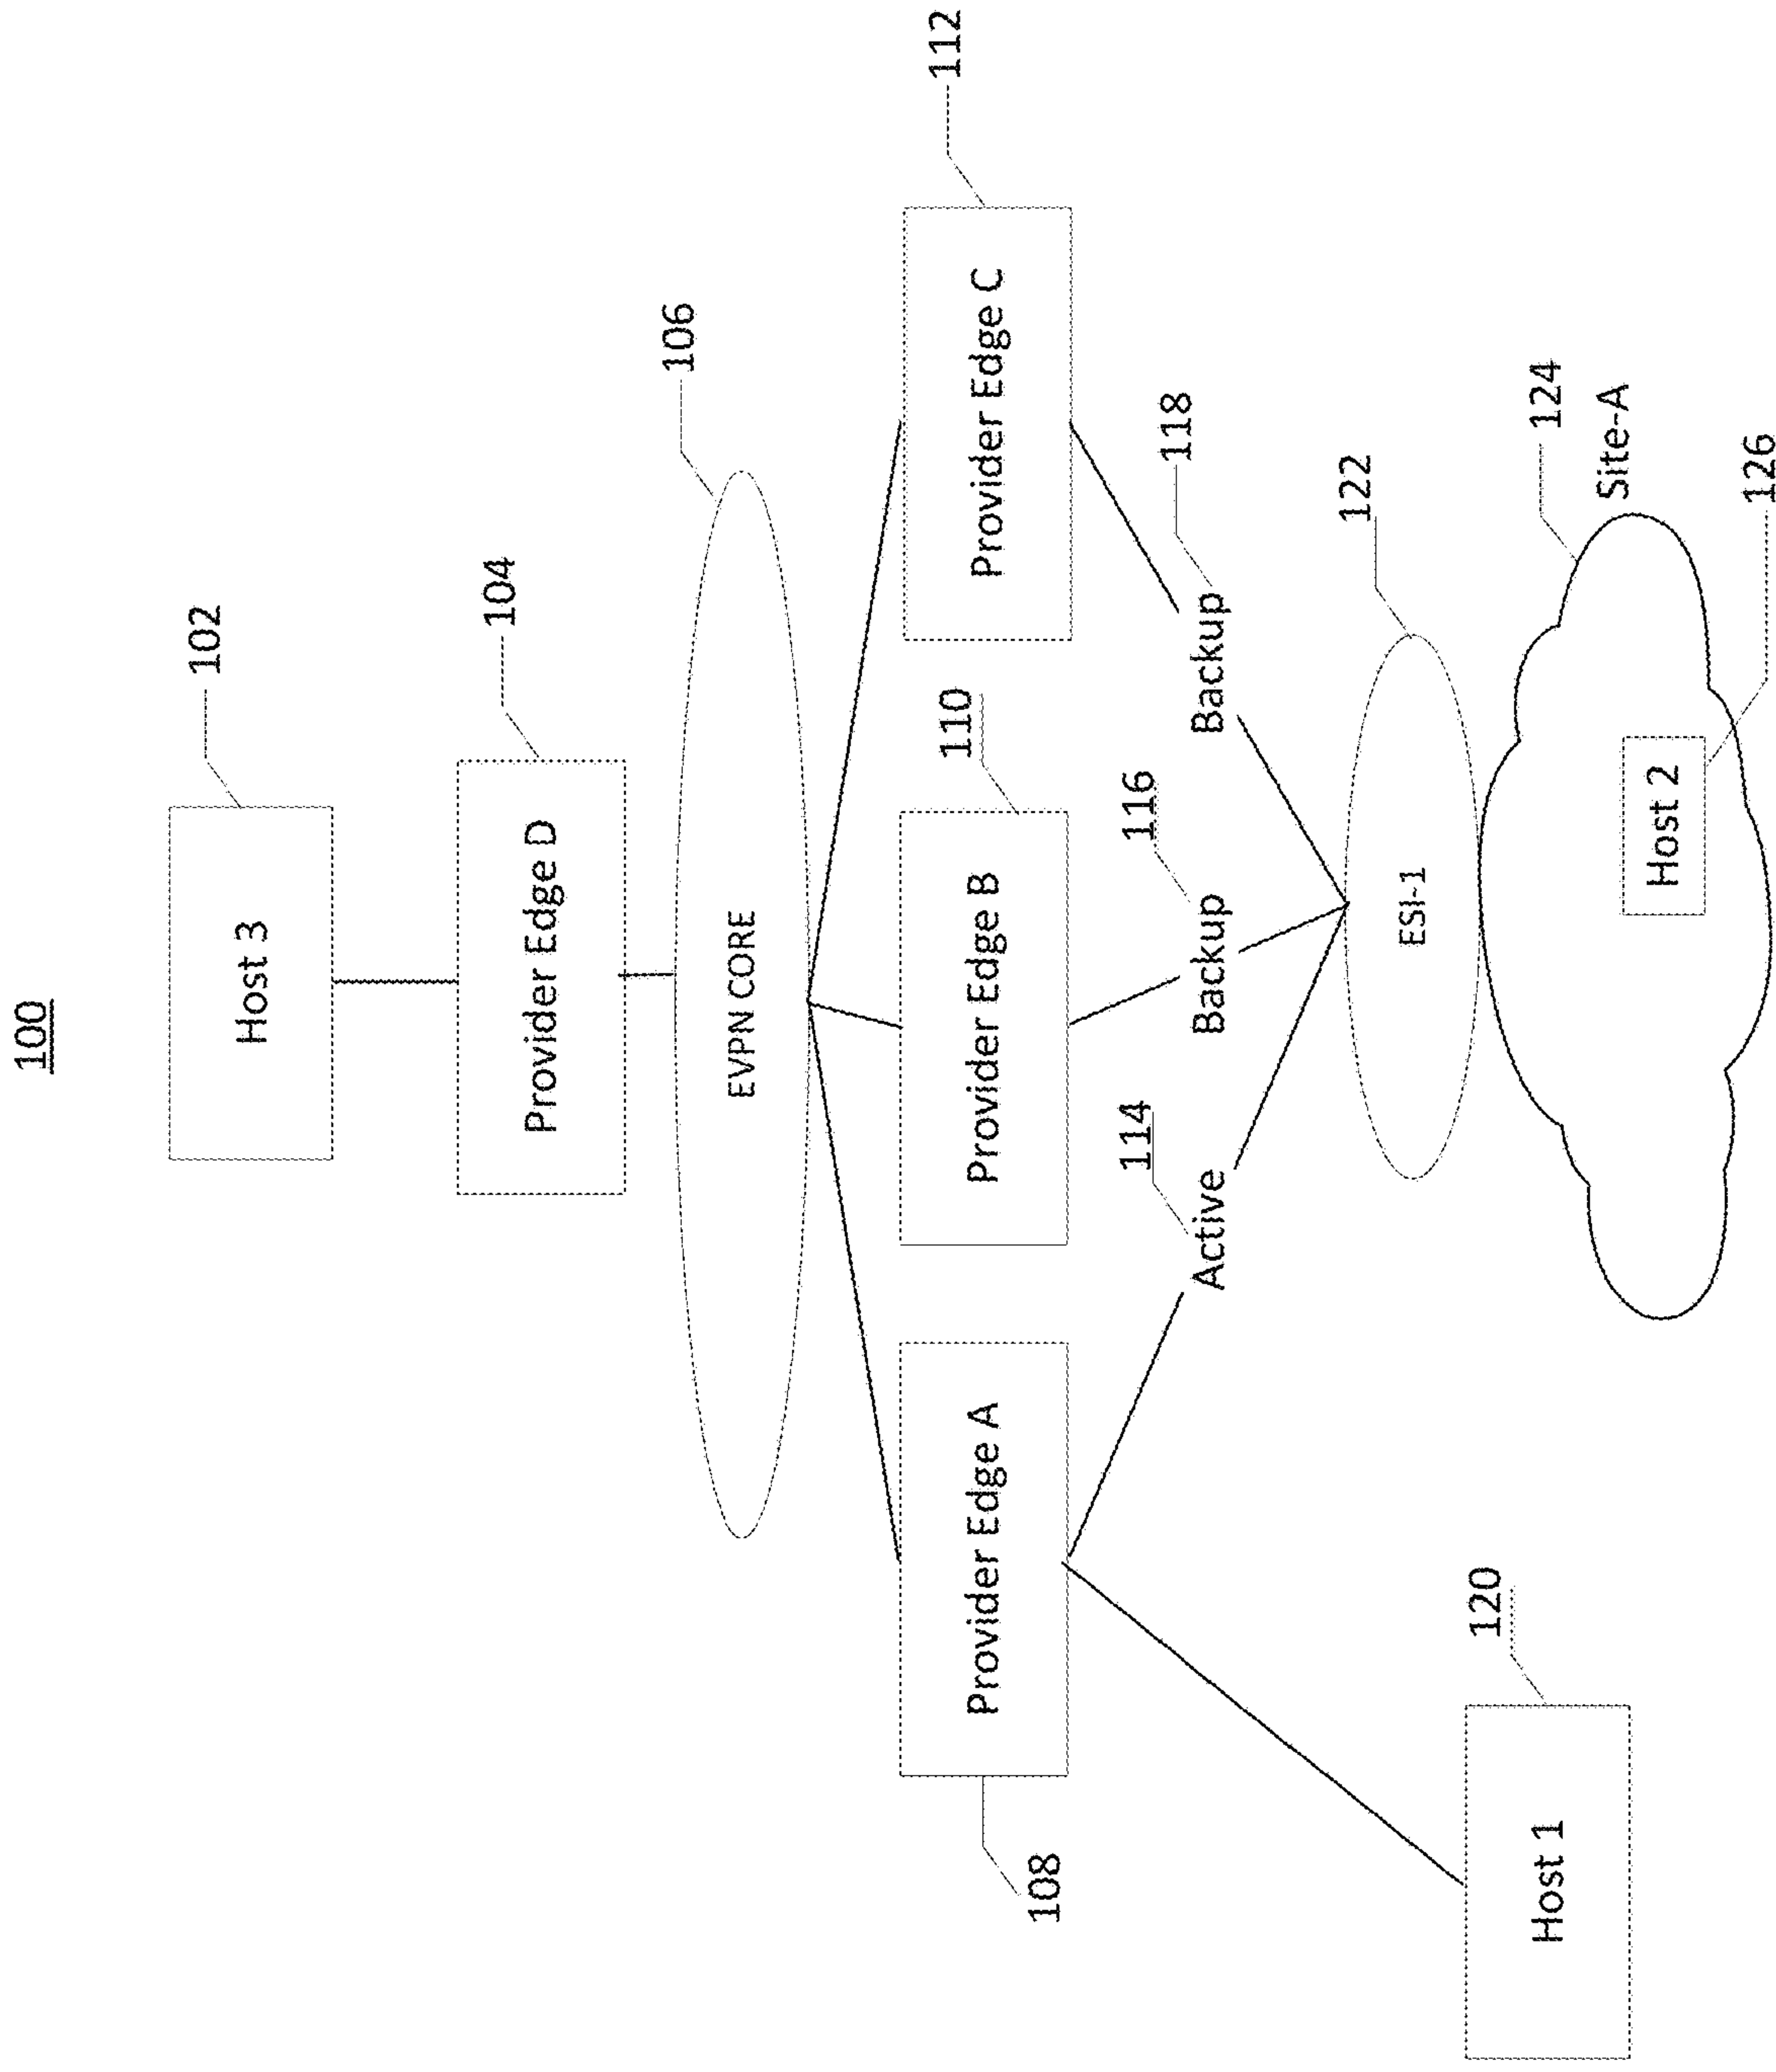 100
Host 3
102
Provider Edge D
104
EVPN CORE
106
Provider Edge A
108
Provider Edge B
110
Provider Edge C
112
Active
114
Backup
116
Backup
118
Host 1
120
ESI-1
122
124
Site-A
Host 2
126